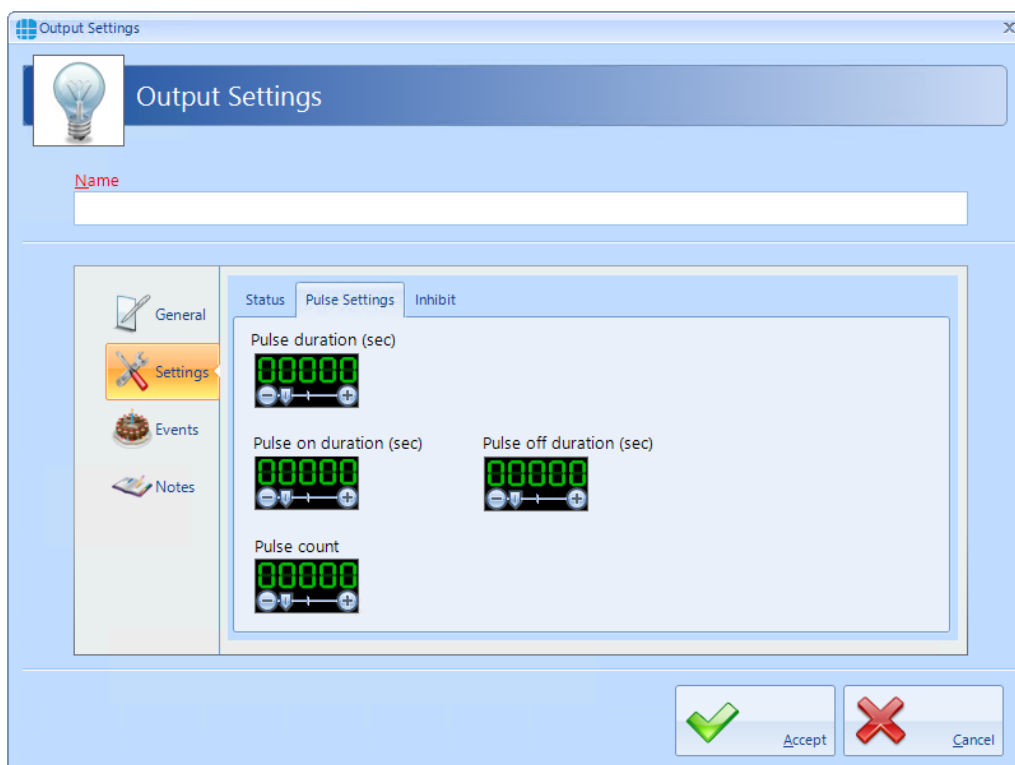 Output Settings
Output Settings
Name
General
Settings
Events
Notes
Status Pulse Settings Inhibit
Pulse duration (sec)
00000
Pulse on duration (sec) Pulse off duration (sec)
00000 00000
Pulse count
00000
Accept Cancel